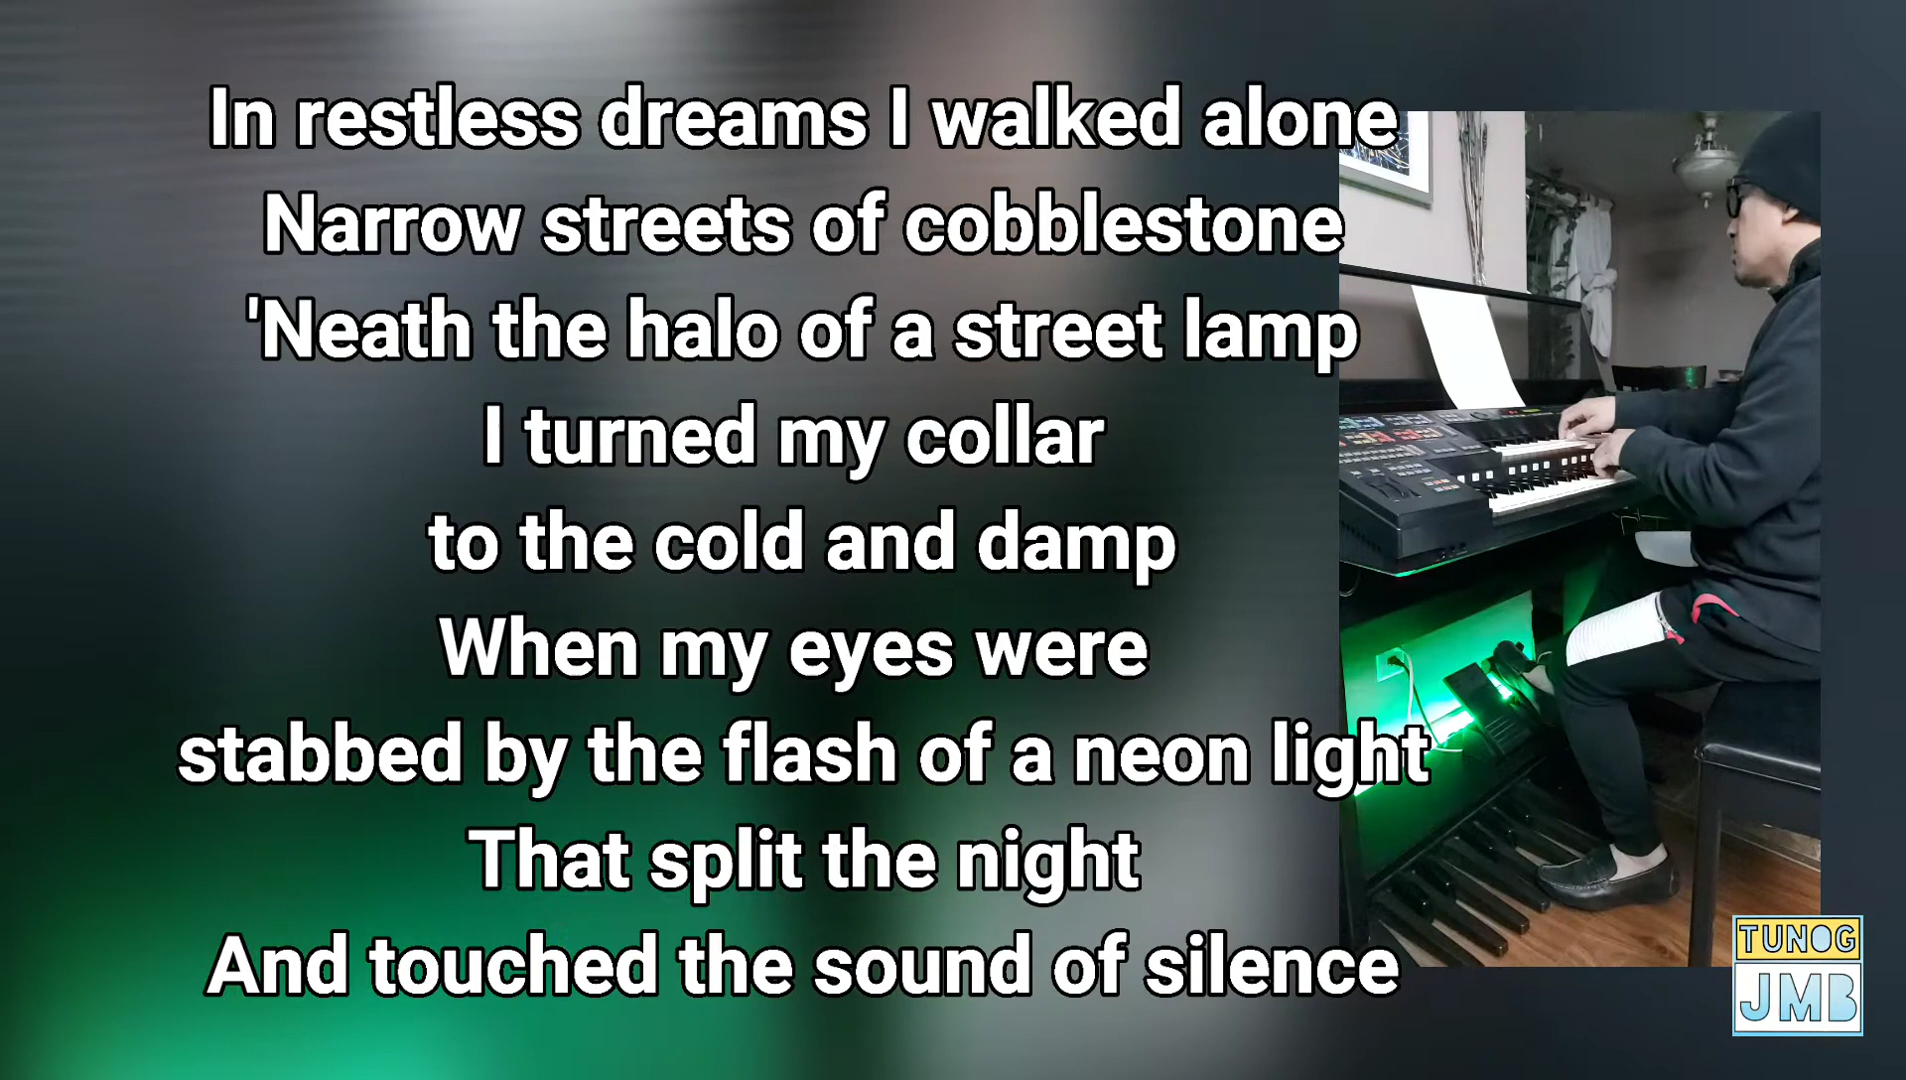 In restless dreams I walked alone
Narrow streets of cobblestone
'Neath the halo of a street lamp
I turned my collar
to the cold and damp
When my eyes were
stabbed by the flash of a neon light
That split the night
And touched the sound of silence
TUNOG
JMB